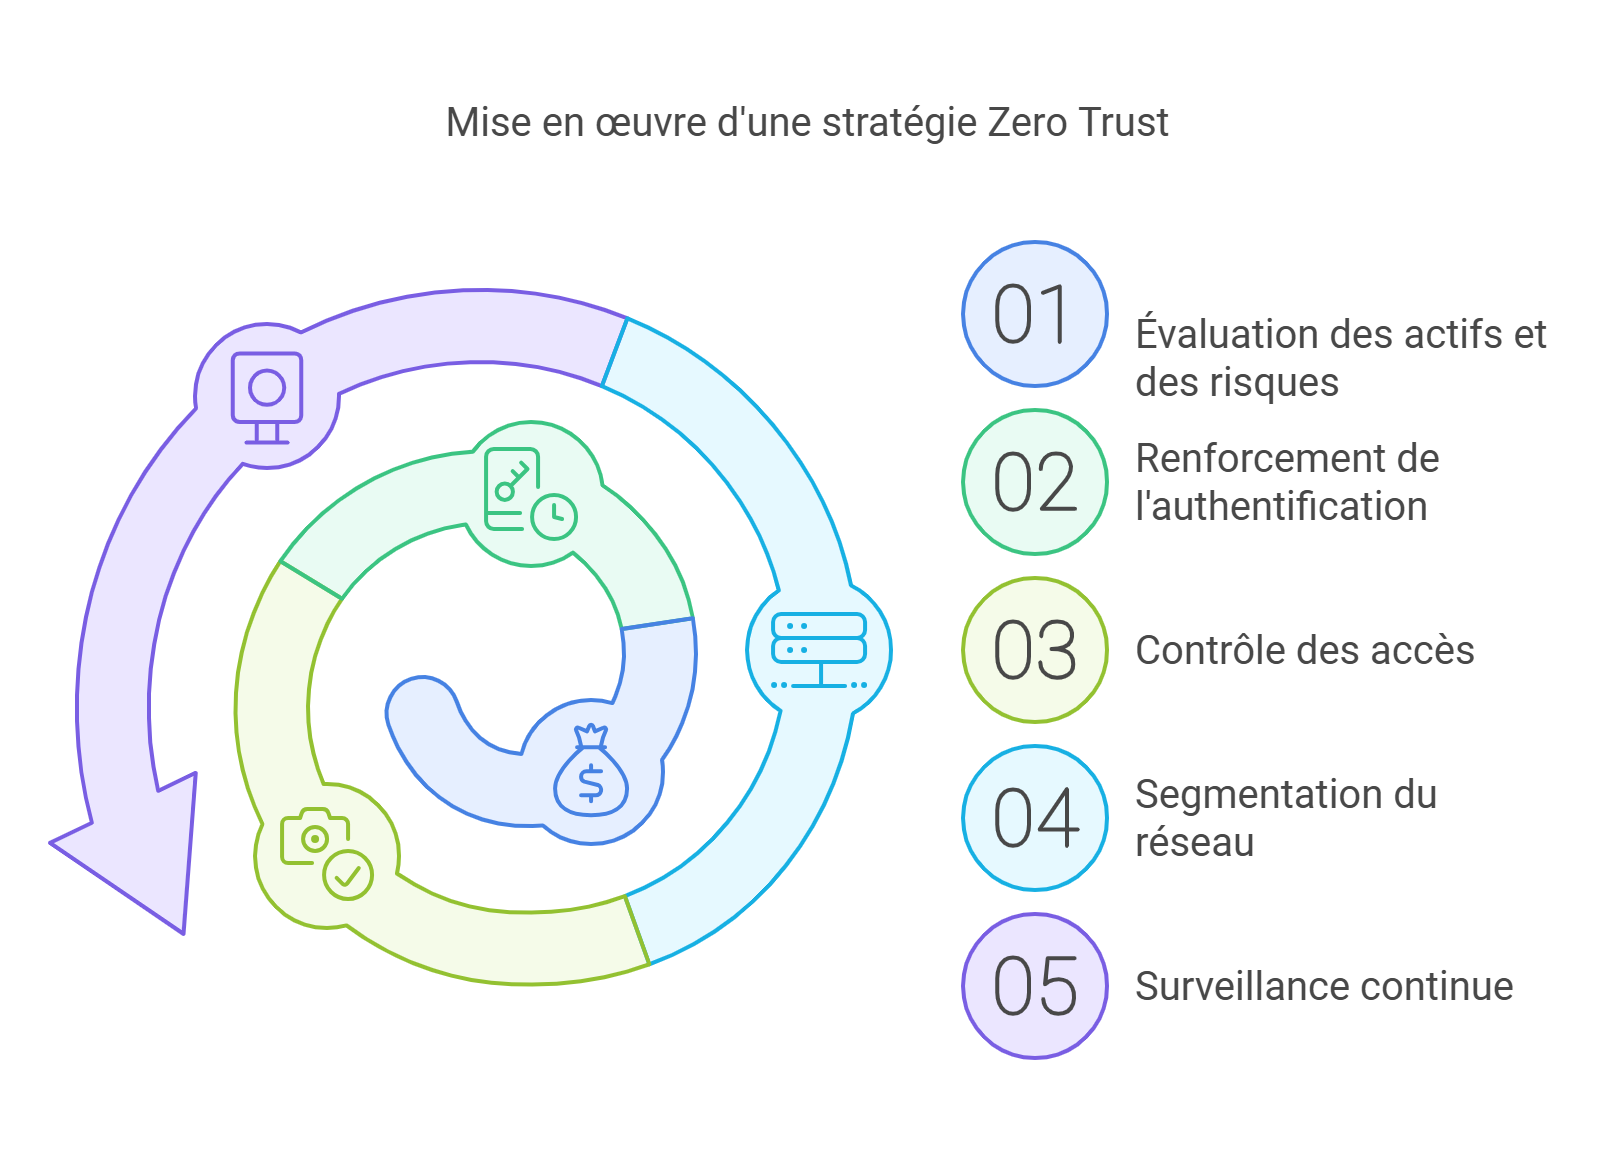 Mise en œuvre d'une stratégie Zero Trust
01
Évaluation des actifs et
des risques
02
Renforcement de
l'authentification
03
Contrôle des accès
04
Segmentation du
réseau
05
Surveillance continue
$